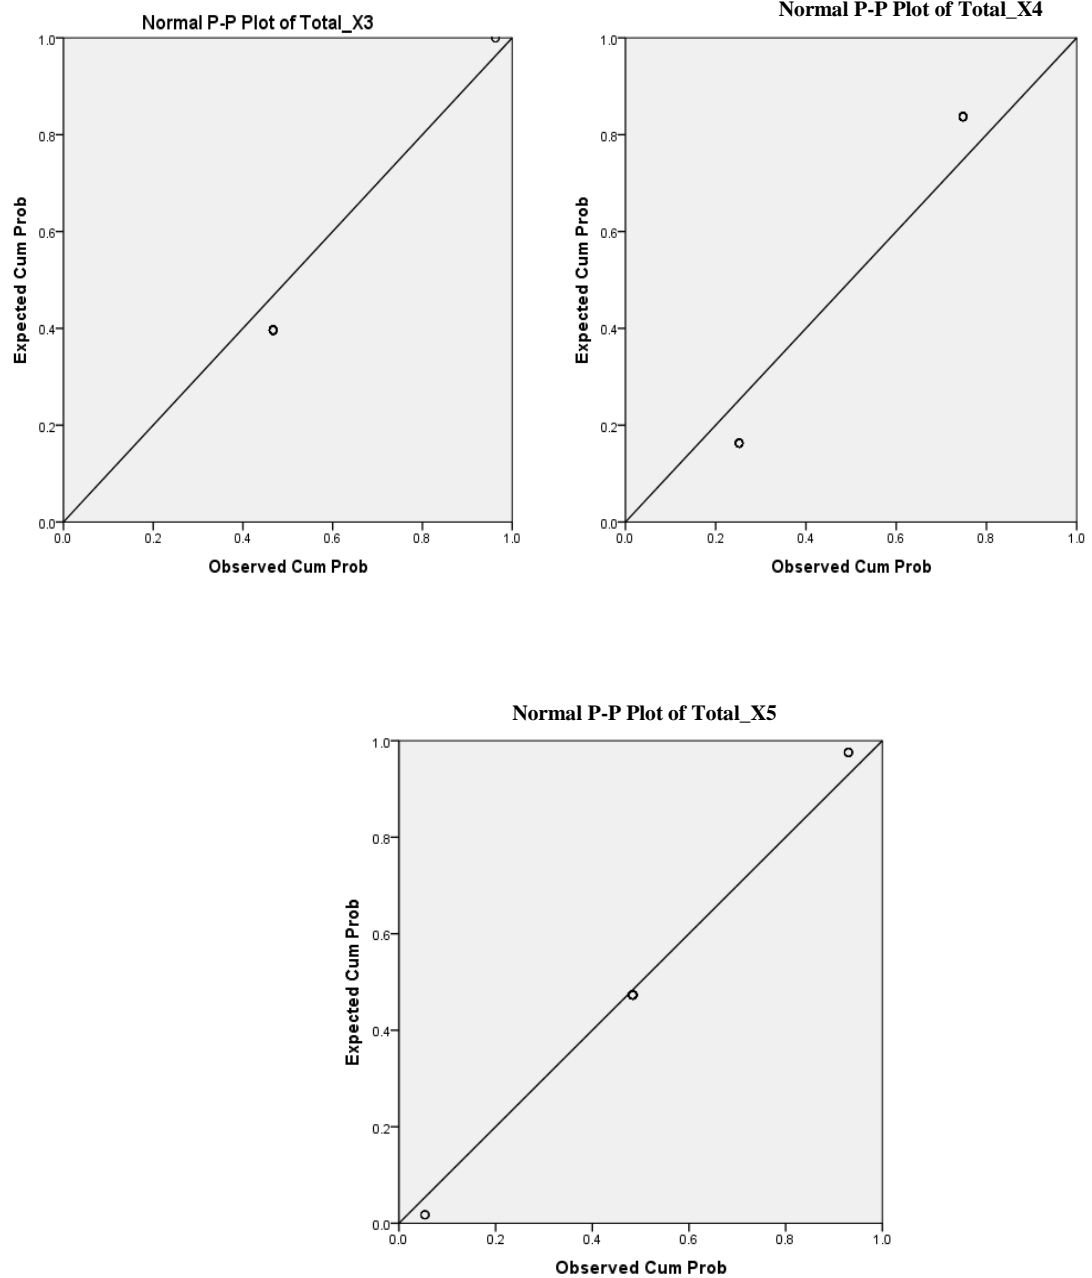 Normal P-P Plot of Total_X3
1.0
0.8
0.6
0.4
0.2
0.0
0.0 0.2 0.4 0.6 0.8 1.0
Expected Cum Prob
Observed Cum Prob
Normal P-P Plot of Total_X4
1.0
0.8
0.6
0.4
0.2
0.0
0.0 0.2 0.4 0.6 0.8 1.0
Expected Cum Prob
Observed Cum Prob
Normal P-P Plot of Total_X5
1.0
0.8
0.6
0.4
0.2
0.0
0.0 0.2 0.4 0.6 0.8 1.0
Expected Cum Prob
Observed Cum Prob